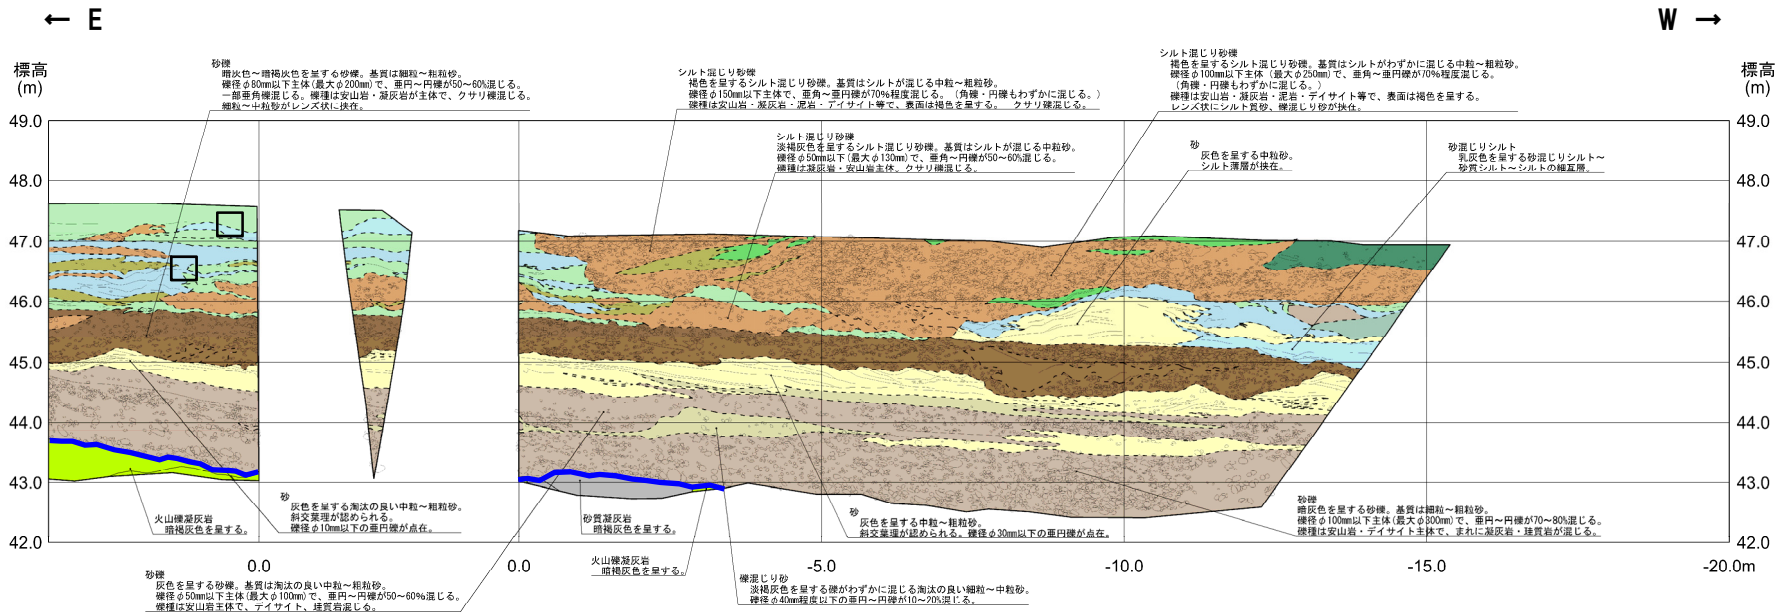 ← E
W →
標高
(m)
標高
(m)
砂礫
暗灰色～暗褐灰色を呈する砂礫。基質は細粒～粗粒砂。
礫径φ80mm以下主体(最大φ200mm)で、亜円～円礫が50～60%混じる。
一部亜角礫混じる。礫種は安山岩・凝灰岩が主体で、クサリ礫混じる。
細粒～中粒砂がレンズ状に挟在。
シルト混じり砂礫
褐色を呈するシルト混じり砂礫。基質はシルトが混じる中粒～粗粒砂。
礫径φ150mm以下主体で、亜角～亜円礫が70%程度混じる。（角礫・円礫もわずかに混じる。）
礫種は安山岩・凝灰岩・泥岩・デイサイト等で、表面は褐色を呈する。 クサリ礫混じる。
シルト混じり砂礫
褐色を呈するシルト混じり砂礫。基質はシルトがわずかに混じる中粒～粗粒砂。
礫径φ100mm以下主体（最大φ250mm)で、亜角～亜円礫が70%程度混じる。
（角礫・円礫もわずかに混じる。）
礫種は安山岩・凝灰岩・泥岩・デイサイト等で、表面は褐色を呈する。
レンズ状にシルト質砂、礫混じり砂が挟在。
シルト混じり砂礫
淡褐灰色を呈するシルト混じり砂礫。基質はシルトが混じる中粒砂。
礫径φ50mm以下(最大φ130mm)で、亜角～円礫が50～60%混じる。
礫種は凝灰岩・安山岩主体。クサリ礫混じる。
砂
灰色を呈する中粒砂。
シルト薄層が挟在。
砂混じりシルト
乳灰色を呈する砂混じりシルト～
砂質シルト～シルトの細互層。
49.0
48.0
47.0
46.0
45.0
44.0
43.0
42.0
49.0
48.0
47.0
46.0
45.0
44.0
43.0
42.0
火山礫凝灰岩
暗褐灰色を呈する。
砂
灰色を呈する淘汰の良い中粒～粗粒砂。
斜交葉理が認められる。
礫径φ10mm以下の亜円礫が点在。
砂質凝灰岩
暗褐灰色を呈する。
砂
灰色を呈する中粒～粗粒砂。
斜交葉理が認められる。礫径φ30mm以下の亜円礫が点在。
砂礫
暗灰色を呈する砂礫。基質は細粒～粗粒砂。
礫径φ100mm以下主体(最大φ300mm)で、亜円～円礫が70～80%混じる。
礫種は安山岩・デイサイト主体で、まれに凝灰岩・珪質岩が混じる。
0.0
0.0
-5.0
-10.0
-15.0
-20.0m
火山礫凝灰岩
暗褐灰色を呈する。
砂礫
灰色を呈する砂礫。基質は淘汰の良い中粒～粗粒砂。
礫径φ50mm以下主体(最大φ100mm)で、亜円～円礫が50～60%混じる。
礫種は安山岩主体で、デイサイト、珪質岩混じる。
礫混じり砂
淡褐灰色を呈する礫がわずかに混じる淘汰の良い細粒～中粒砂。
礫径φ40mm程度以下の亜円～円礫が10～20%混じる。